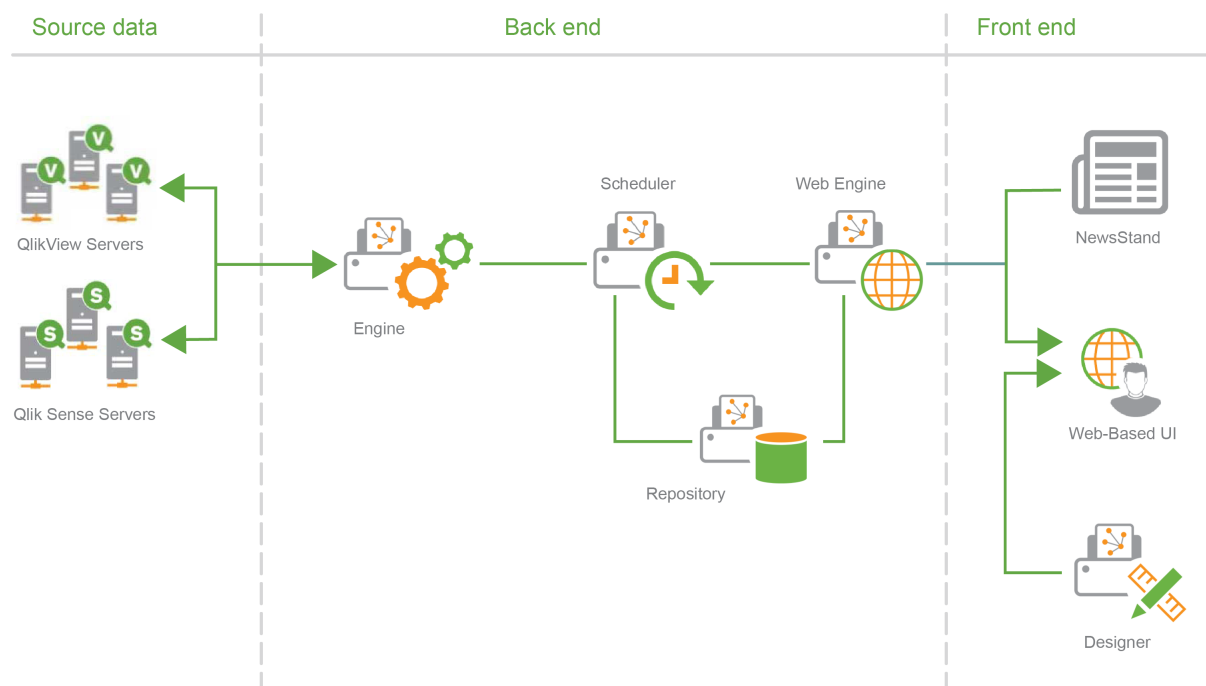 Source data
Back end
Front end
V
V
V
QlikView Servers
S
S
S
Qlik Sense Servers
Engine
Scheduler
Web Engine
Repository
NewsStand
Web-Based UI
Designer